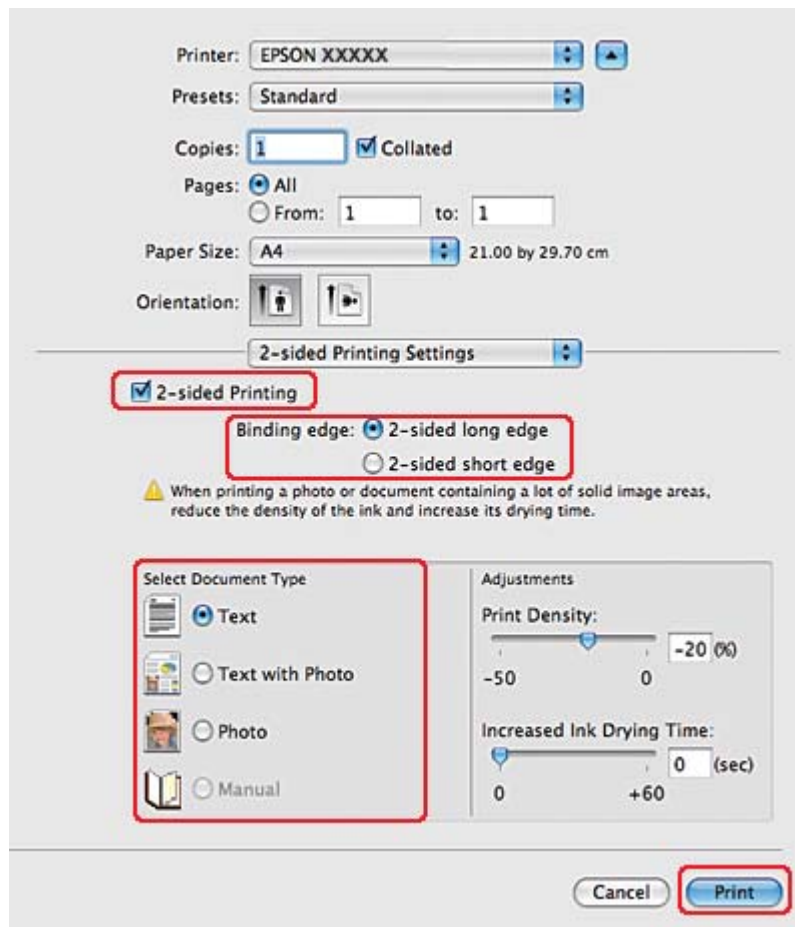 Printer: EPSON XXXXX
Presets: Standard
Copies: 1 Collated
Pages: All
From: 1 to: 1
Paper Size: A4 21.00 by 29.70 cm
Orientation:
2-sided Printing Settings
2-sided Printing
Binding edge: 2-sided long edge
2-sided short edge
When printing a photo or document containing a lot of solid image areas,
reduce the density of the ink and increase its drying time.
Select Document Type
Text
Text with Photo
Photo
Manual
Adjustments
Print Density:
-20 (%)
-50 0
Increased Ink Drying Time:
0 (sec)
0 +60
Cancel Print